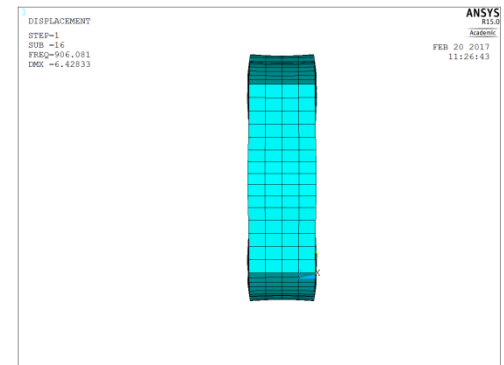 1
DISPLACEMENT
STEP=1
SUB =16
FREQ=906.081
DMX =6.42833
ANSYS
R15.0
Academic
FEB 20 2017
11:26:43
X